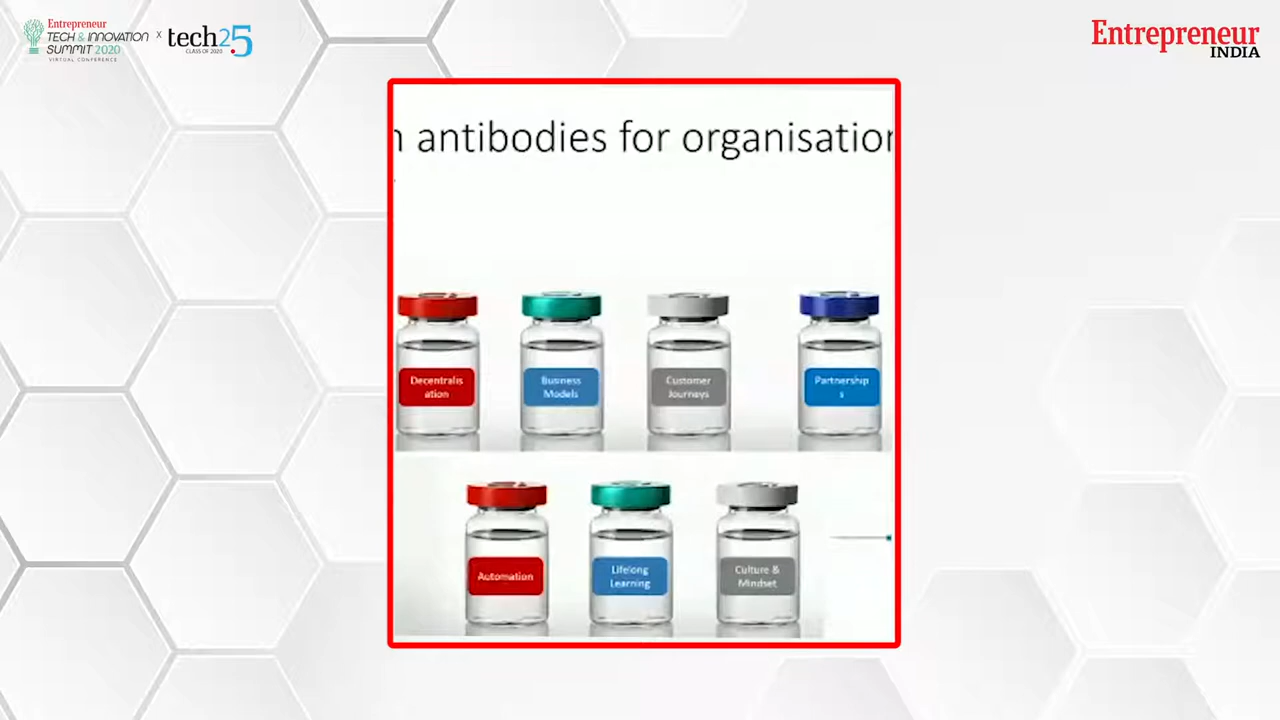 Entrepreneur
TECH & INNOVATION
SUMMIT 2020
VIRTUAL CONFERENCE
x
tech25
CLASS OF 2020
Entrepreneur
INDIA
n antibodies for organisation
Decentralis
ation
Business
Models
Customer
Journeys
Partnership
s
Automation
Lifelong
Learning
Culture &
Mindset